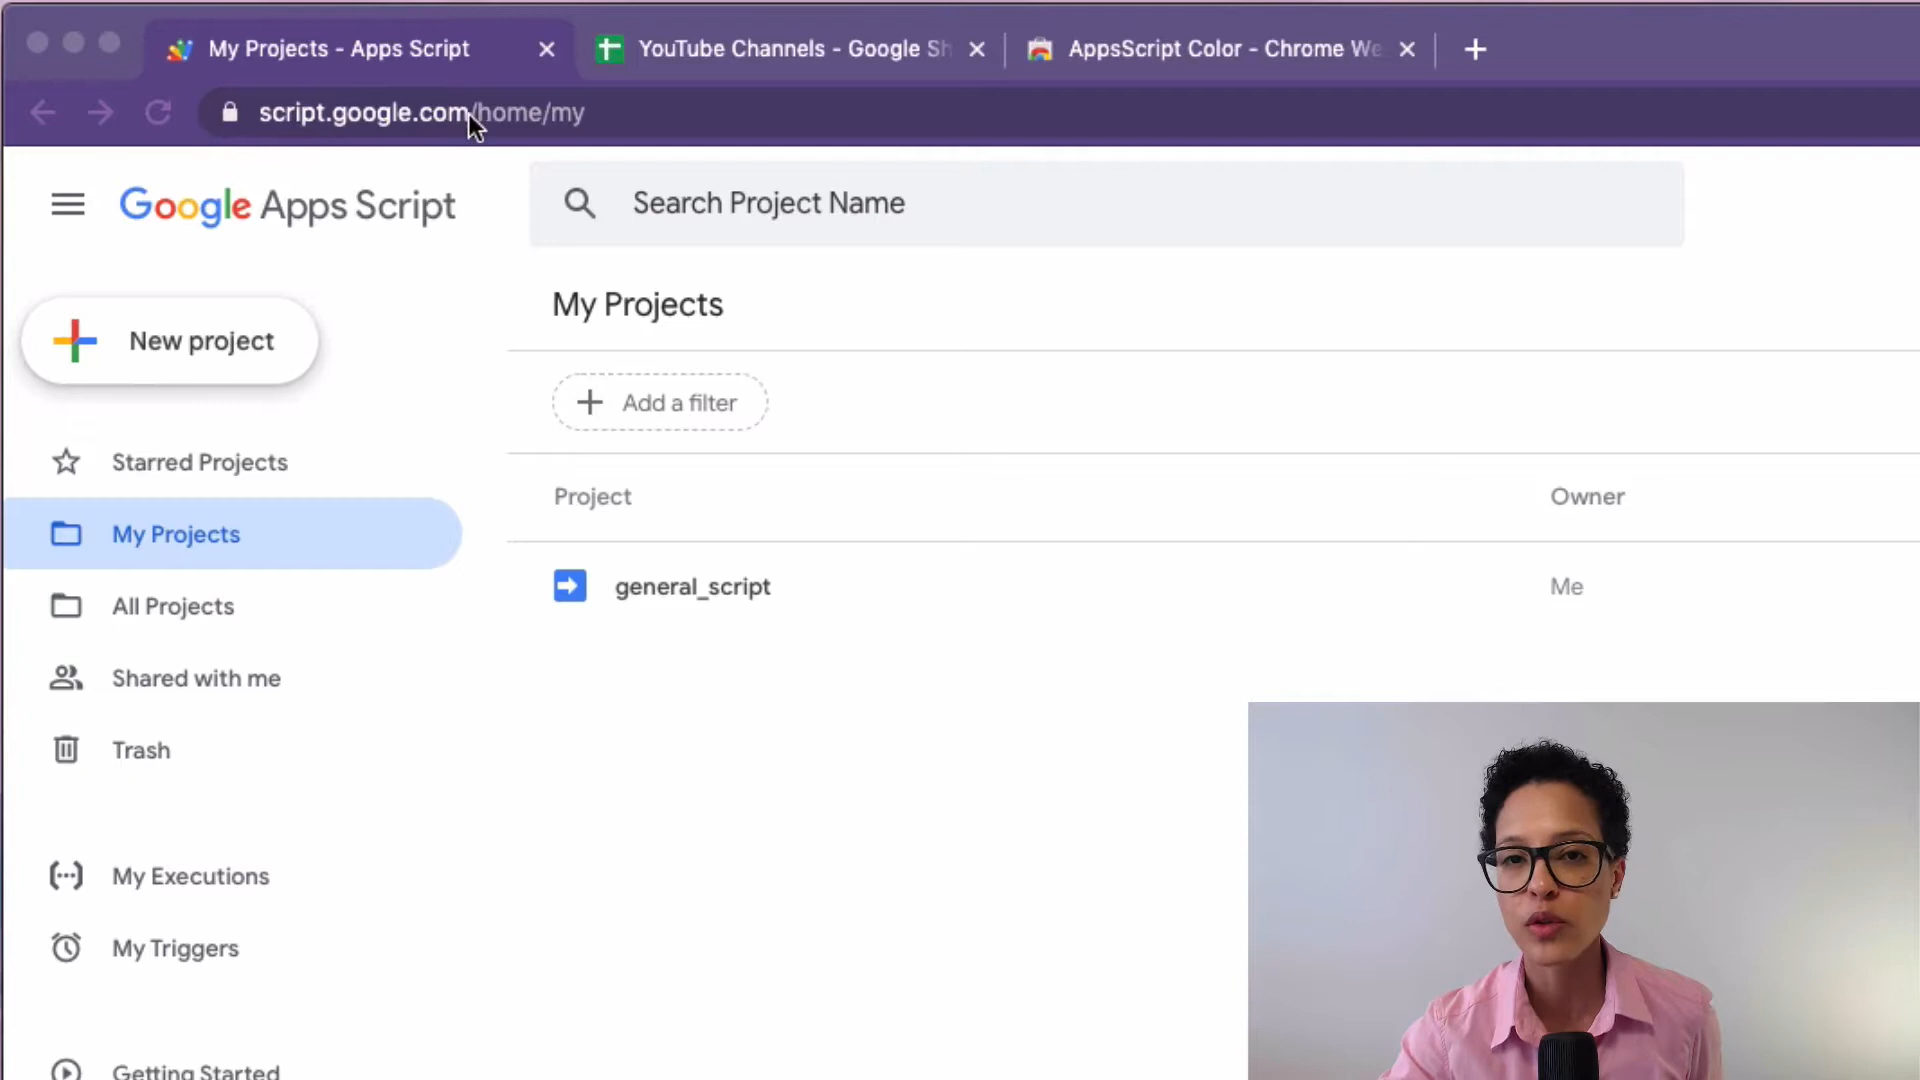 My Projects - Apps Script
YouTube Channels - Google Sh
AppsScript Color - Chrome We
script.google.com/home/my
Google Apps Script
Search Project Name
New project
My Projects
Add a filter
Starred Projects
Project
Owner
My Projects
general_script
Me
All Projects
Shared with me
Trash
My Executions
My Triggers
Getting Started